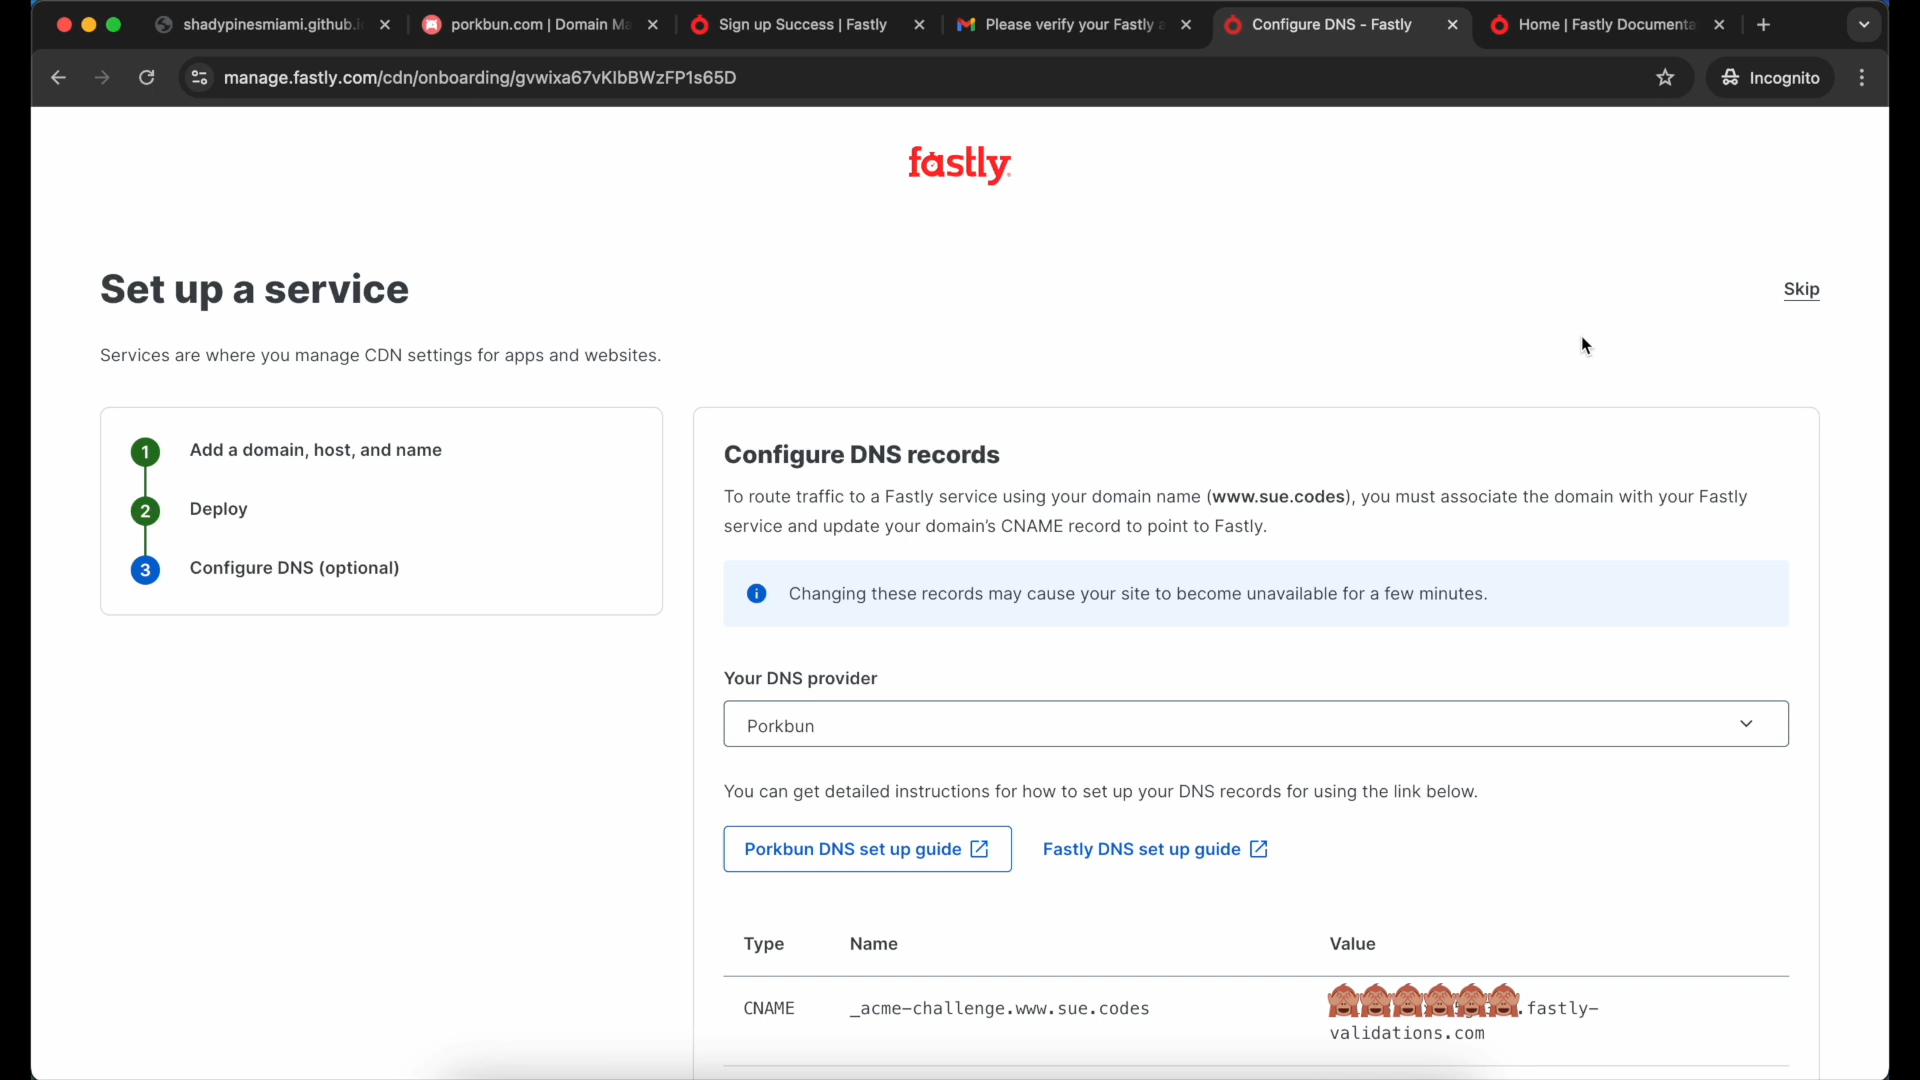 shadypinesmiami.github.i
porkbun.com | Domain Ma
Sign up Success | Fastly
Please verify your Fastly a
Configure DNS - Fastly
Home | Fastly Documenta
manage.fastly.com/cdn/onboarding/gvwixa67vKIbBWzFP1s65D
Incognito
fastly
Set up a service
Skip
Services are where you manage CDN settings for apps and websites.
1 Add a domain, host, and name
2 Deploy
3 Configure DNS (optional)
Configure DNS records
To route traffic to a Fastly service using your domain name (www.sue.codes), you must associate the domain with your Fastly
service and update your domain's CNAME record to point to Fastly.
Changing these records may cause your site to become unavailable for a few minutes.
Your DNS provider
Porkbun
You can get detailed instructions for how to set up your DNS records for using the link below.
Porkbun DNS set up guide
Fastly DNS set up guide
Type Name Value
CNAME _acme-challenge.www.sue.codes .fastly-
validations.com